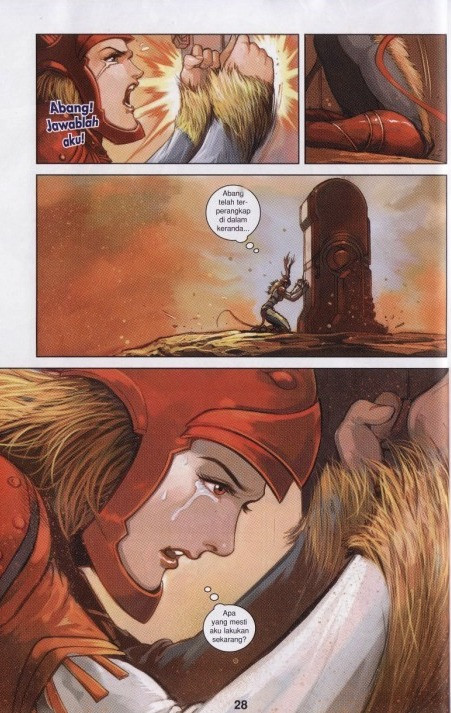 Abang!
Jawablah
aku!
Abang
telah ter-
perangkap
di dalam
keranda...
Apa
yang mesti
aku lakukan
sekarang?
28